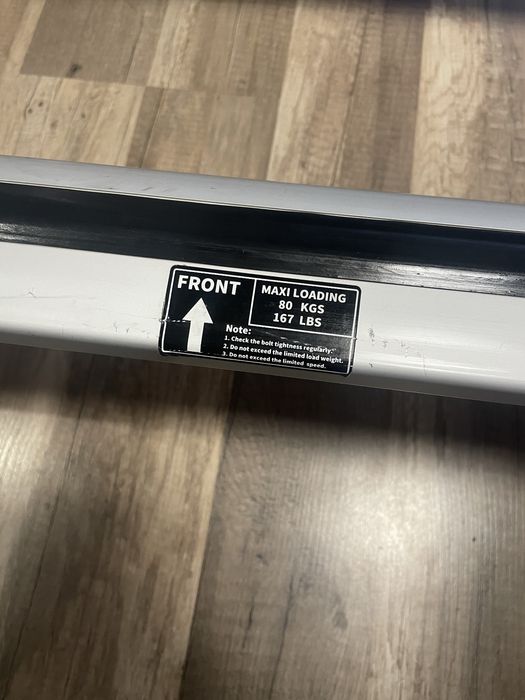 FRONT
MAXI LOADING
80 KGS
167 LBS
Note:
1. Check the bolt tightness regularly.
2. Do not exceed the limited load weight.
3. Do not exceed the limited speed.